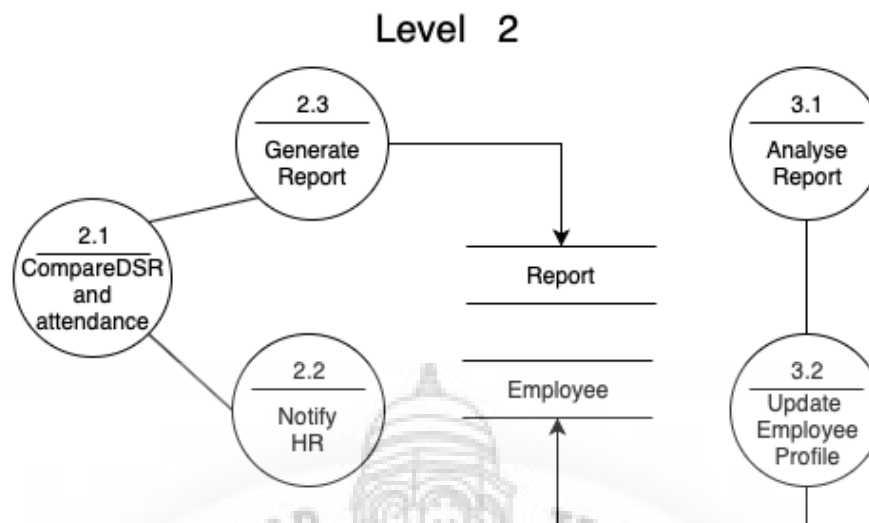 Level 2
2.3
Generate
Report
3.1
Analyse
Report
2.1
CompareDSR
and
attendance
Report
2.2
Notify
HR
Employee
3.2
Update
Employee
Profile